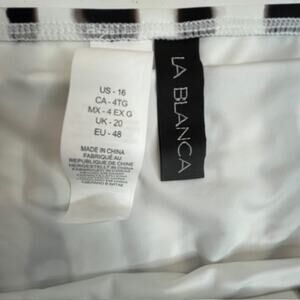 US - 16
CA - 4TG
MX - 4 EX G
UK - 20
EU - 48
MADE IN CHINA
FABRIQUÉ AU
REPUBLIQUE DE CHINE
LA BLANCA